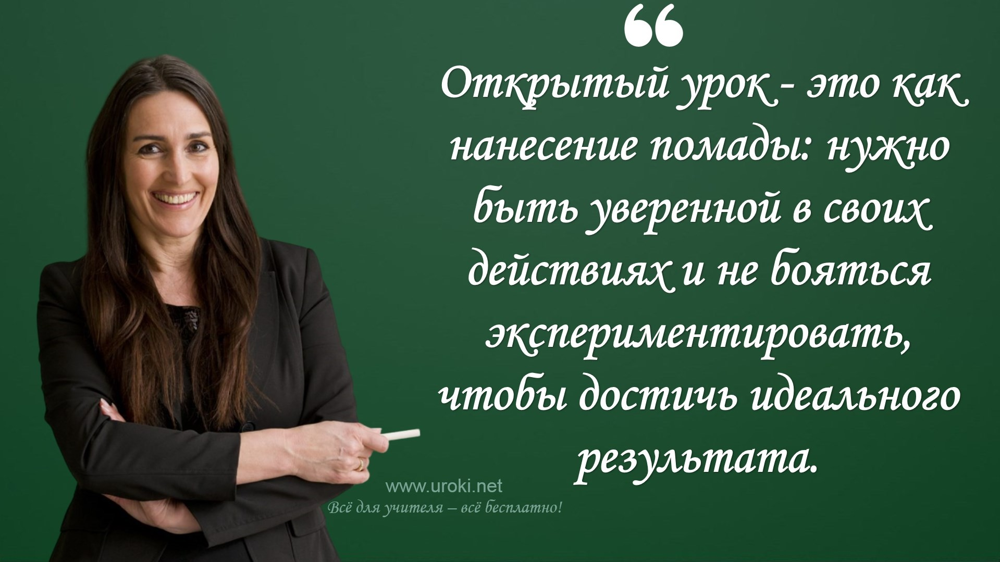 Открытый урок - это как
нанесение помады: нужно
быть уверенной в своих
действиях и не бояться
экспериментировать,
чтобы достичь идеального
результата.
www.uroki.net
Всё для учителя – всё бесплатно!